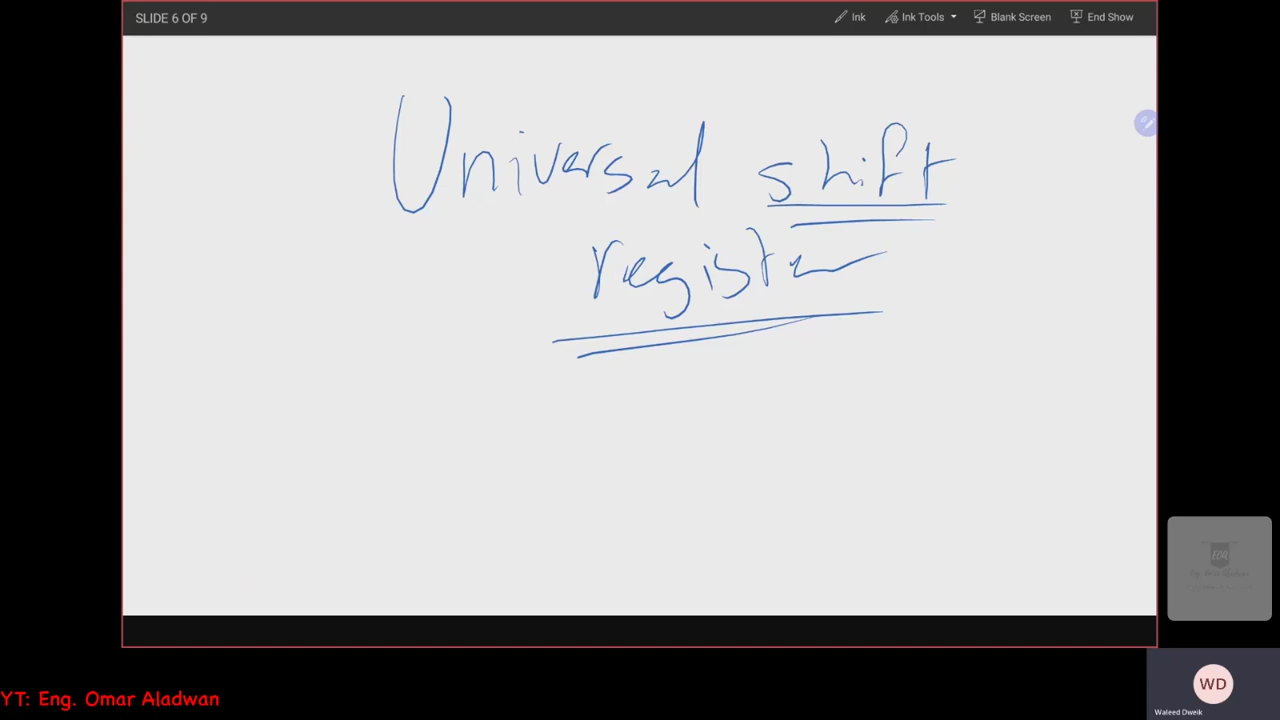 SLIDE 6 OF 9
Ink
Ink Tools
Blank Screen
End Show
Universal shift
register
WD
Waleed Dweik
YT: Eng. Omar Aladwan